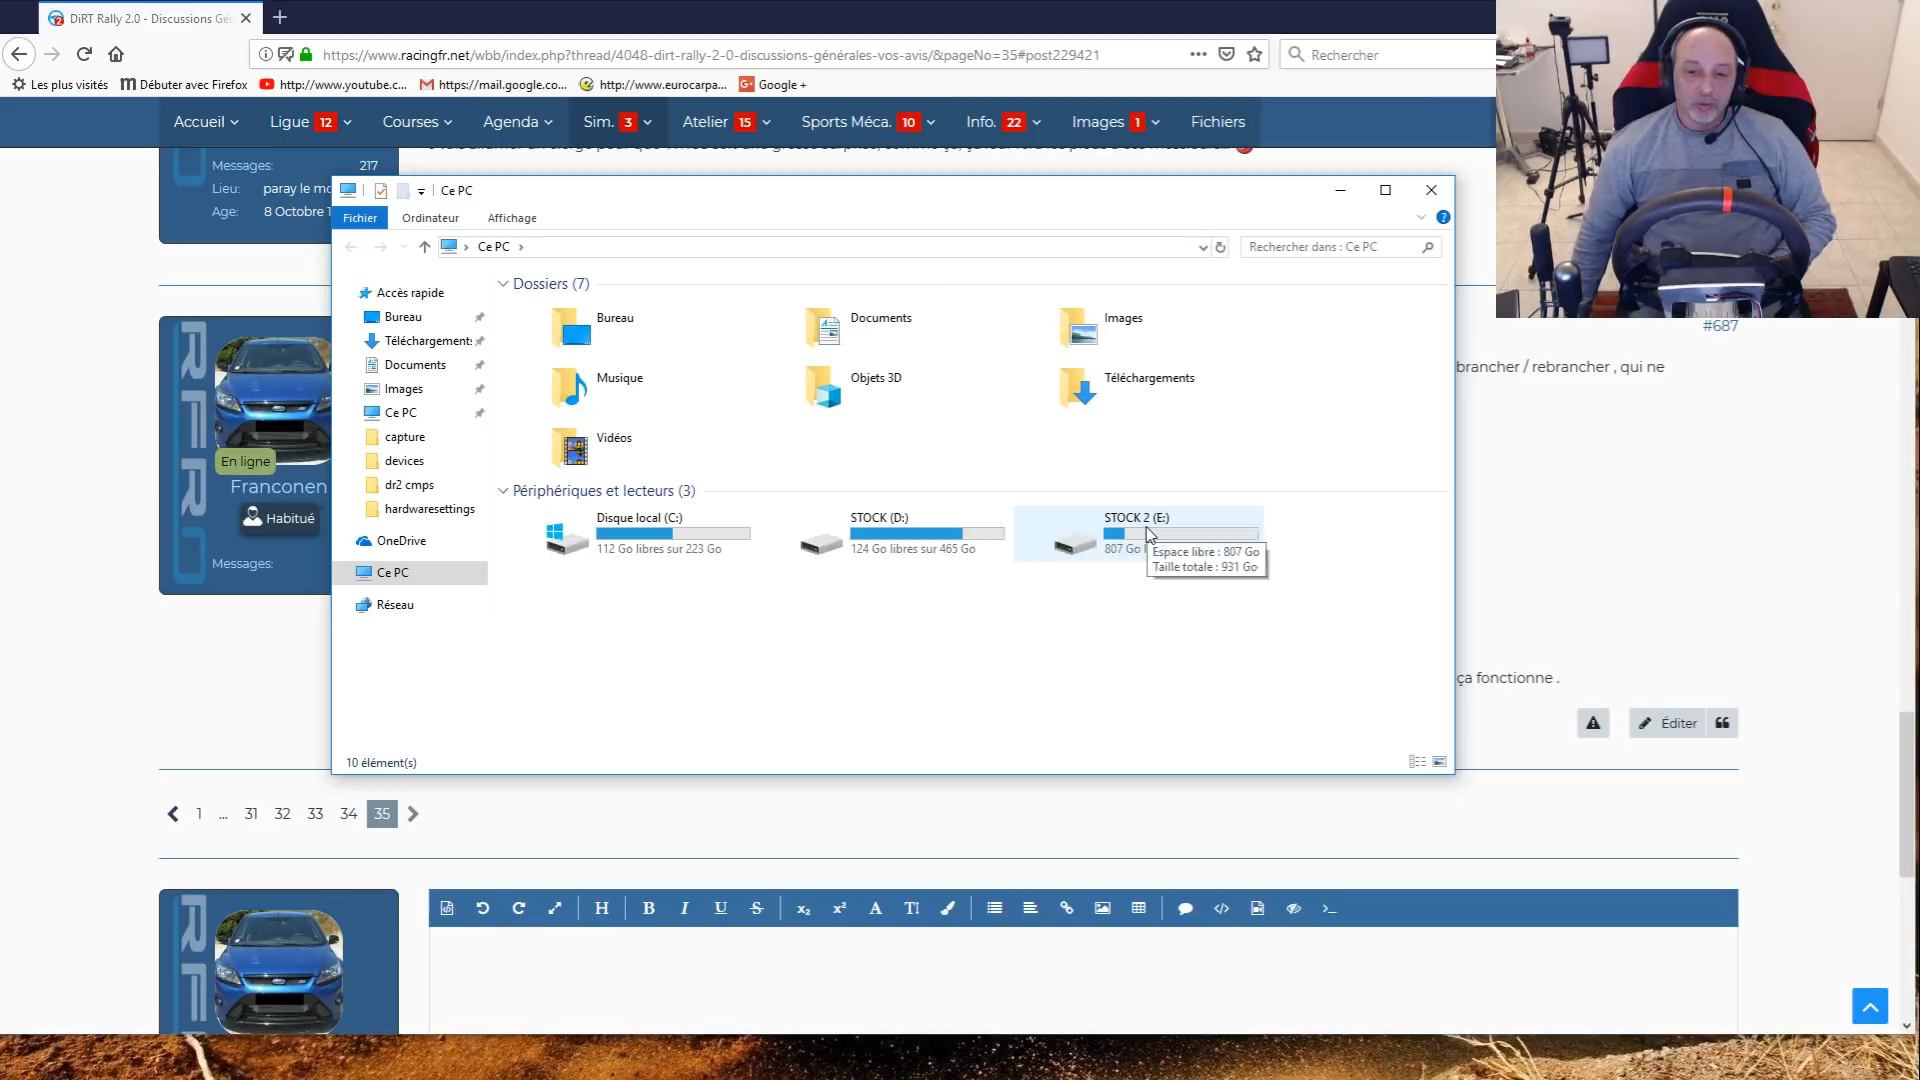 DiRT Rally 2.0 - Discussions Gé
https://www.racingfr.net/wbb/index.php?thread/4048-dirt-rally-2-0-discussions-générales-vos-avis/&pageNo=35#post229421
Rechercher
Les plus visités
Débuter avec Firefox
http://www.youtube.c...
https://mail.google.co...
http://www.eurocarpa...
Google +
Accueil
Ligue 12
Courses
Agenda
Sim. 3
Atelier 15
Sports Méca. 10
Info. 22
Images 1
Fichiers
Messages: 217
Lieu: paray le mo
Age: 8 Octobre 1
Ce PC
Fichier
Ordinateur
Affichage
Ce PC
Rechercher dans : Ce PC
Accès rapide
Bureau
Téléchargements
Documents
Images
Ce PC
capture
devices
dr2 cmps
hardwaresettings
OneDrive
Ce PC
Réseau
Dossiers (7)
Bureau
Documents
Images
Musique
Objets 3D
Téléchargements
Vidéos
Périphériques et lecteurs (3)
Disque local (C:)
112 Go libres sur 223 Go
STOCK (D:)
124 Go libres sur 465 Go
STOCK 2 (E:)
807 Go l
Espace libre : 807 Go
Taille totale : 931 Go
10 élément(s)
#687
brancher / rebrancher , qui ne
ça fonctionne .
Éditer
RFRO
En ligne
Franconen
Habitué
Messages:
1 ... 31 32 33 34 35
RFR
H B I U S x₂ x² A TI